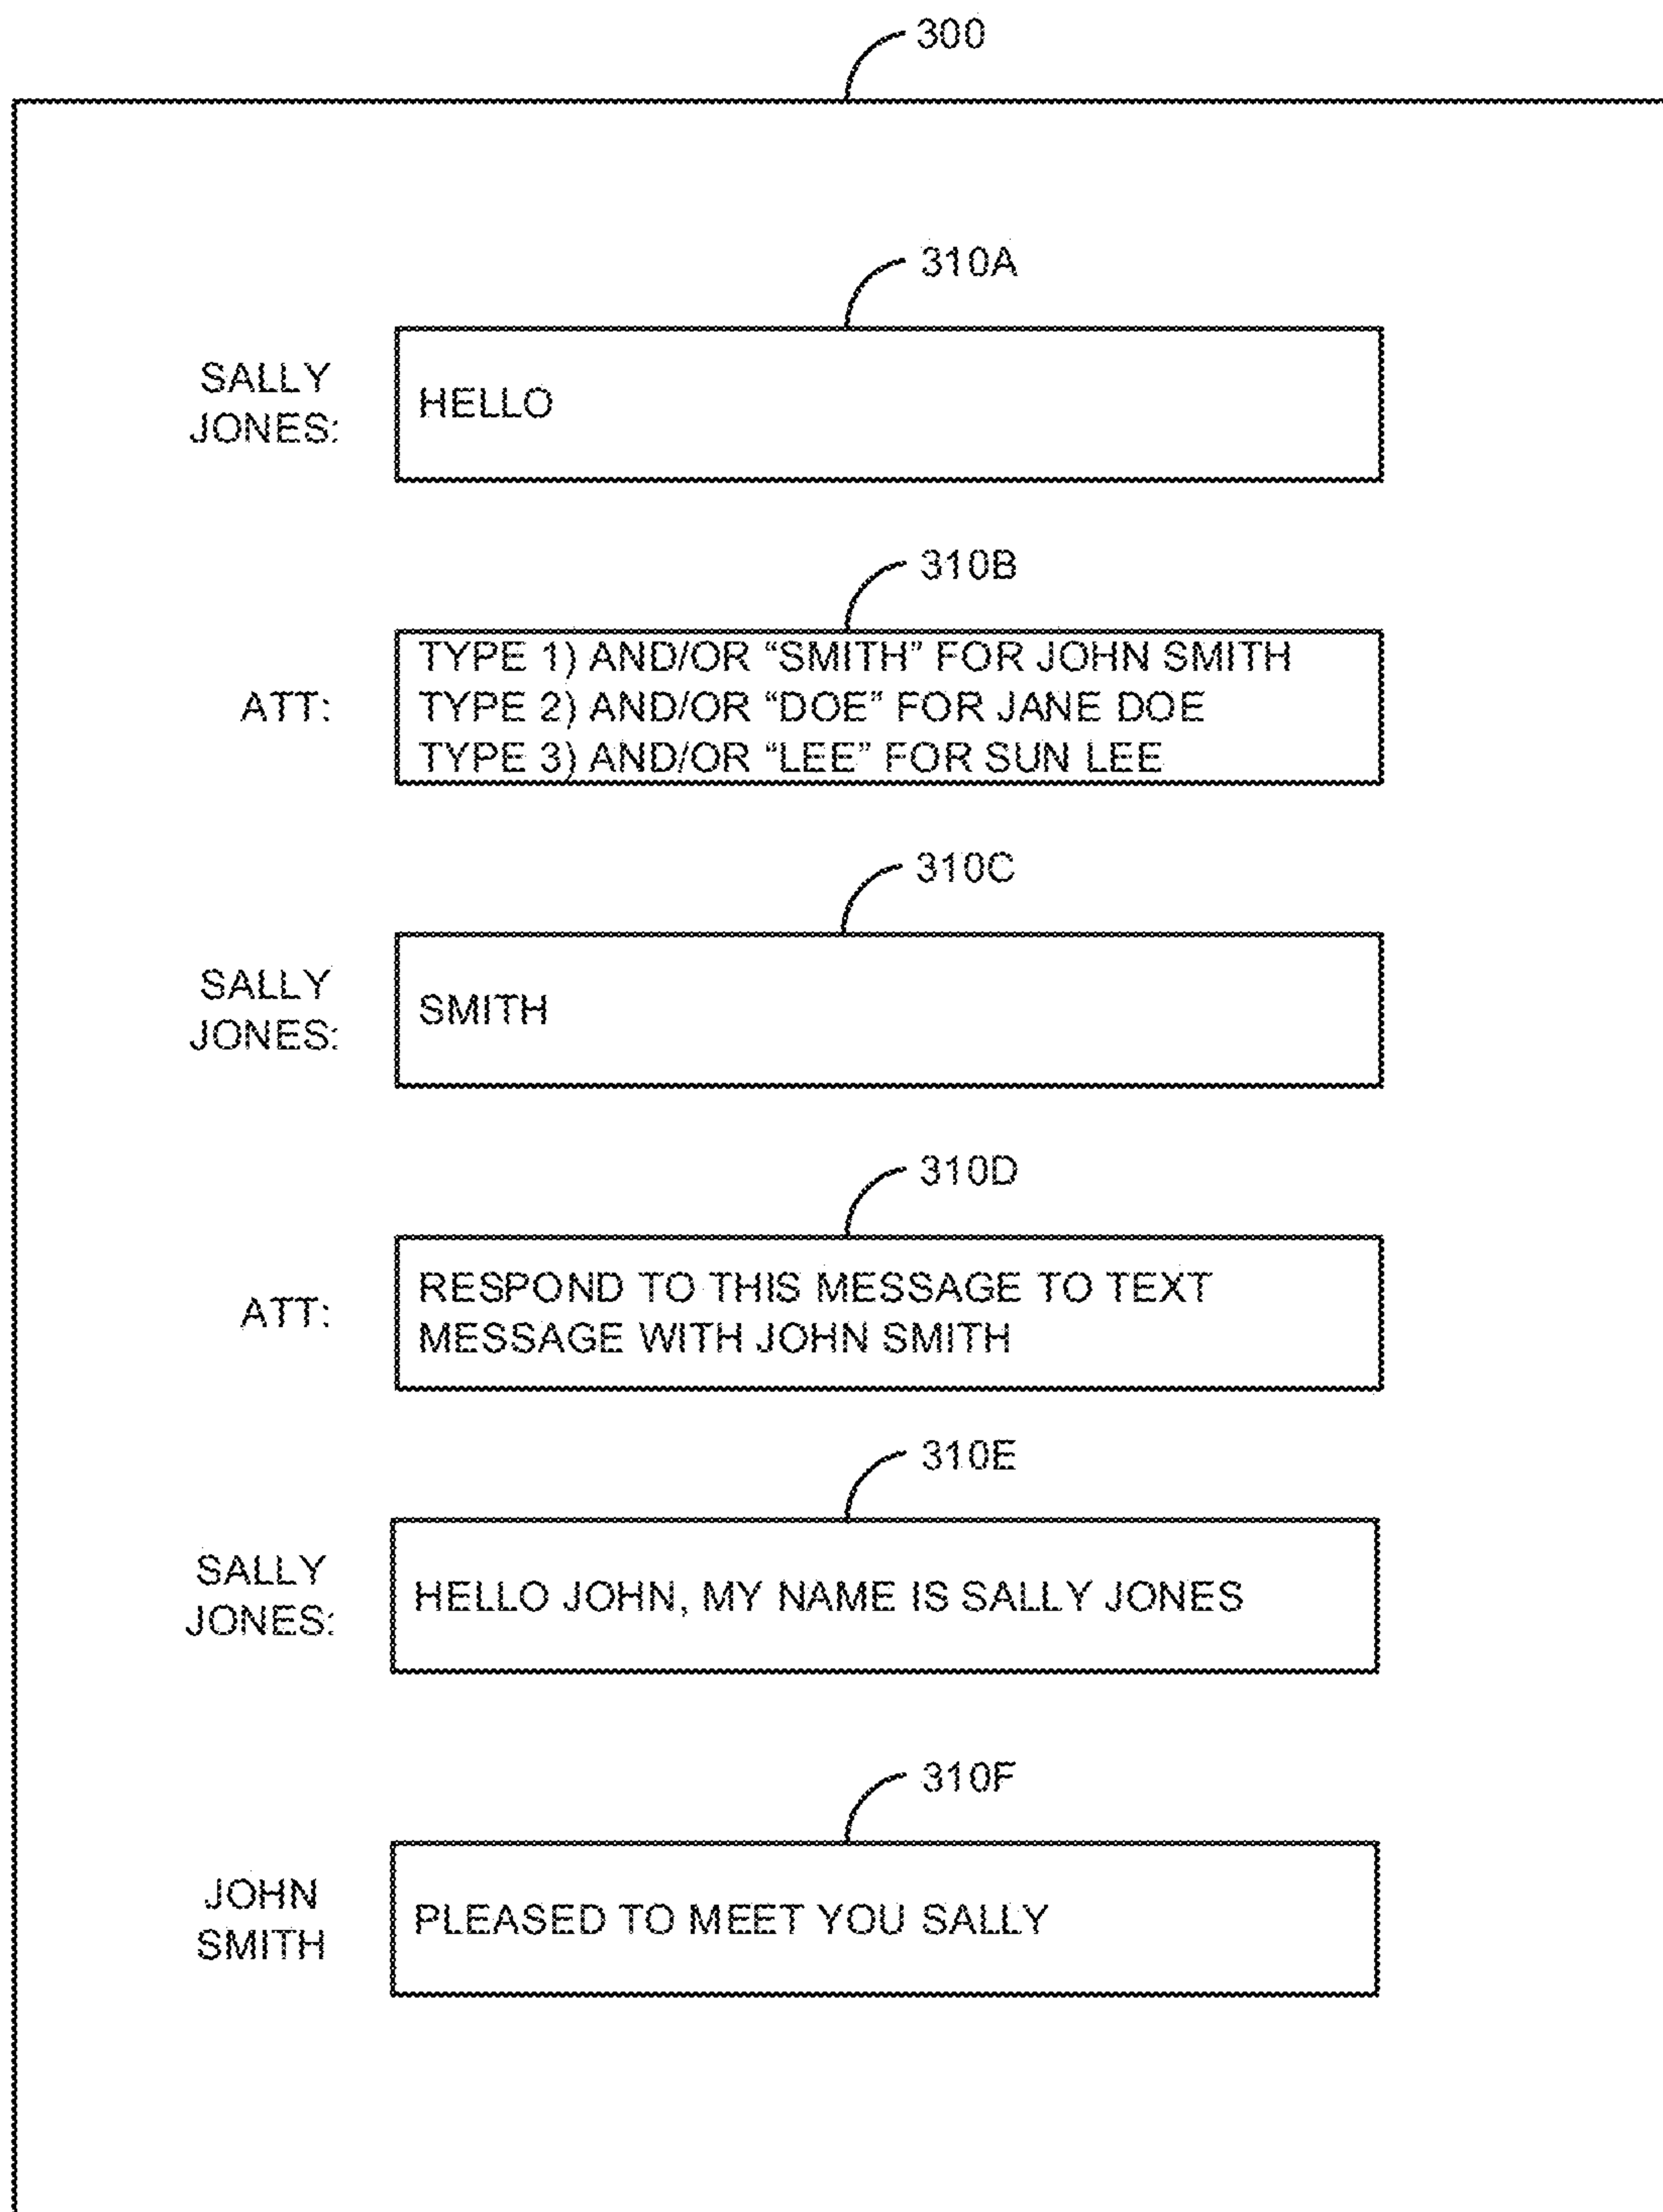 300
310A
SALLY
JONES:
HELLO
310B
ATT:
TYPE 1) AND/OR “SMITH” FOR JOHN SMITH
TYPE 2) AND/OR “DOE” FOR JANE DOE
TYPE 3) AND/OR “LEE” FOR SUN LEE
310C
SALLY
JONES:
SMITH
310D
ATT:
RESPOND TO THIS MESSAGE TO TEXT
MESSAGE WITH JOHN SMITH
310E
SALLY
JONES:
HELLO JOHN, MY NAME IS SALLY JONES
310F
JOHN
SMITH
PLEASED TO MEET YOU SALLY